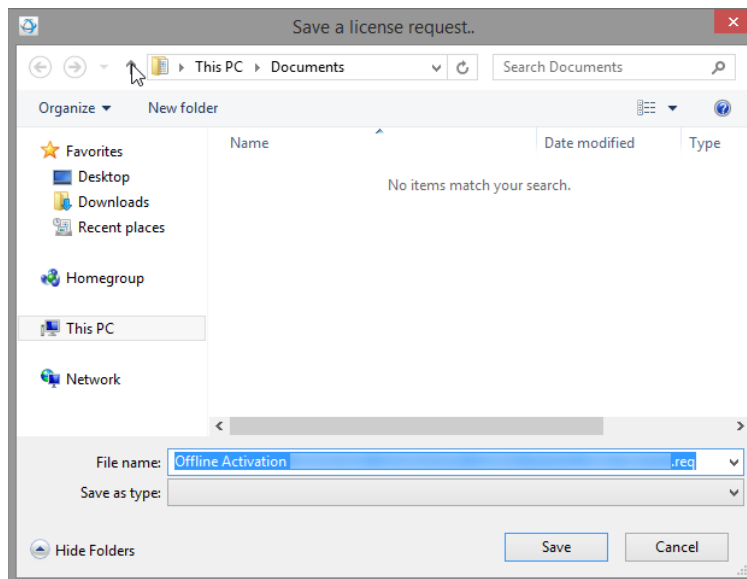 Save a license request..
This PC Documents Search Documents
Organize New folder
Favorites
Desktop
Downloads
Recent places
Homegroup
This PC
Network
Name Date modified Type
No items match your search.
File name: Offline Activation .req
Save as type:
Hide Folders Save Cancel